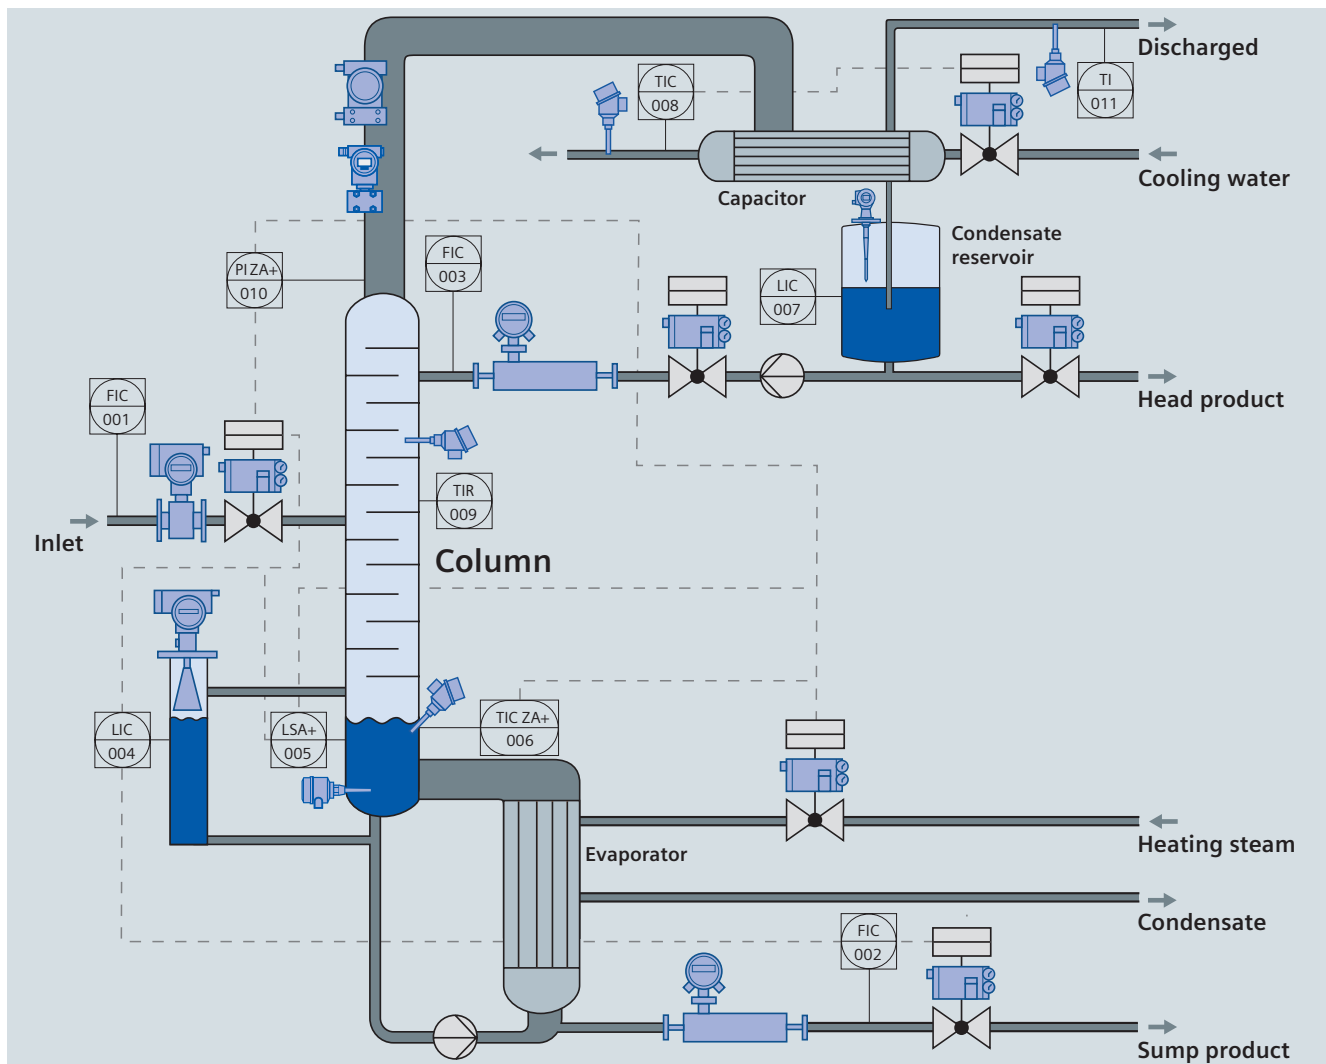 Discharged
TIC
008
TI
011
Cooling water
Capacitor
Condensate
reservoir
FIC
003
PI ZA+
010
LIC
007
FIC
001
Head product
TIR
009
Inlet
Column
LIC
004
LSA+
005
TIC ZA+
006
Heating steam
Evaporator
Condensate
FIC
002
Sump product